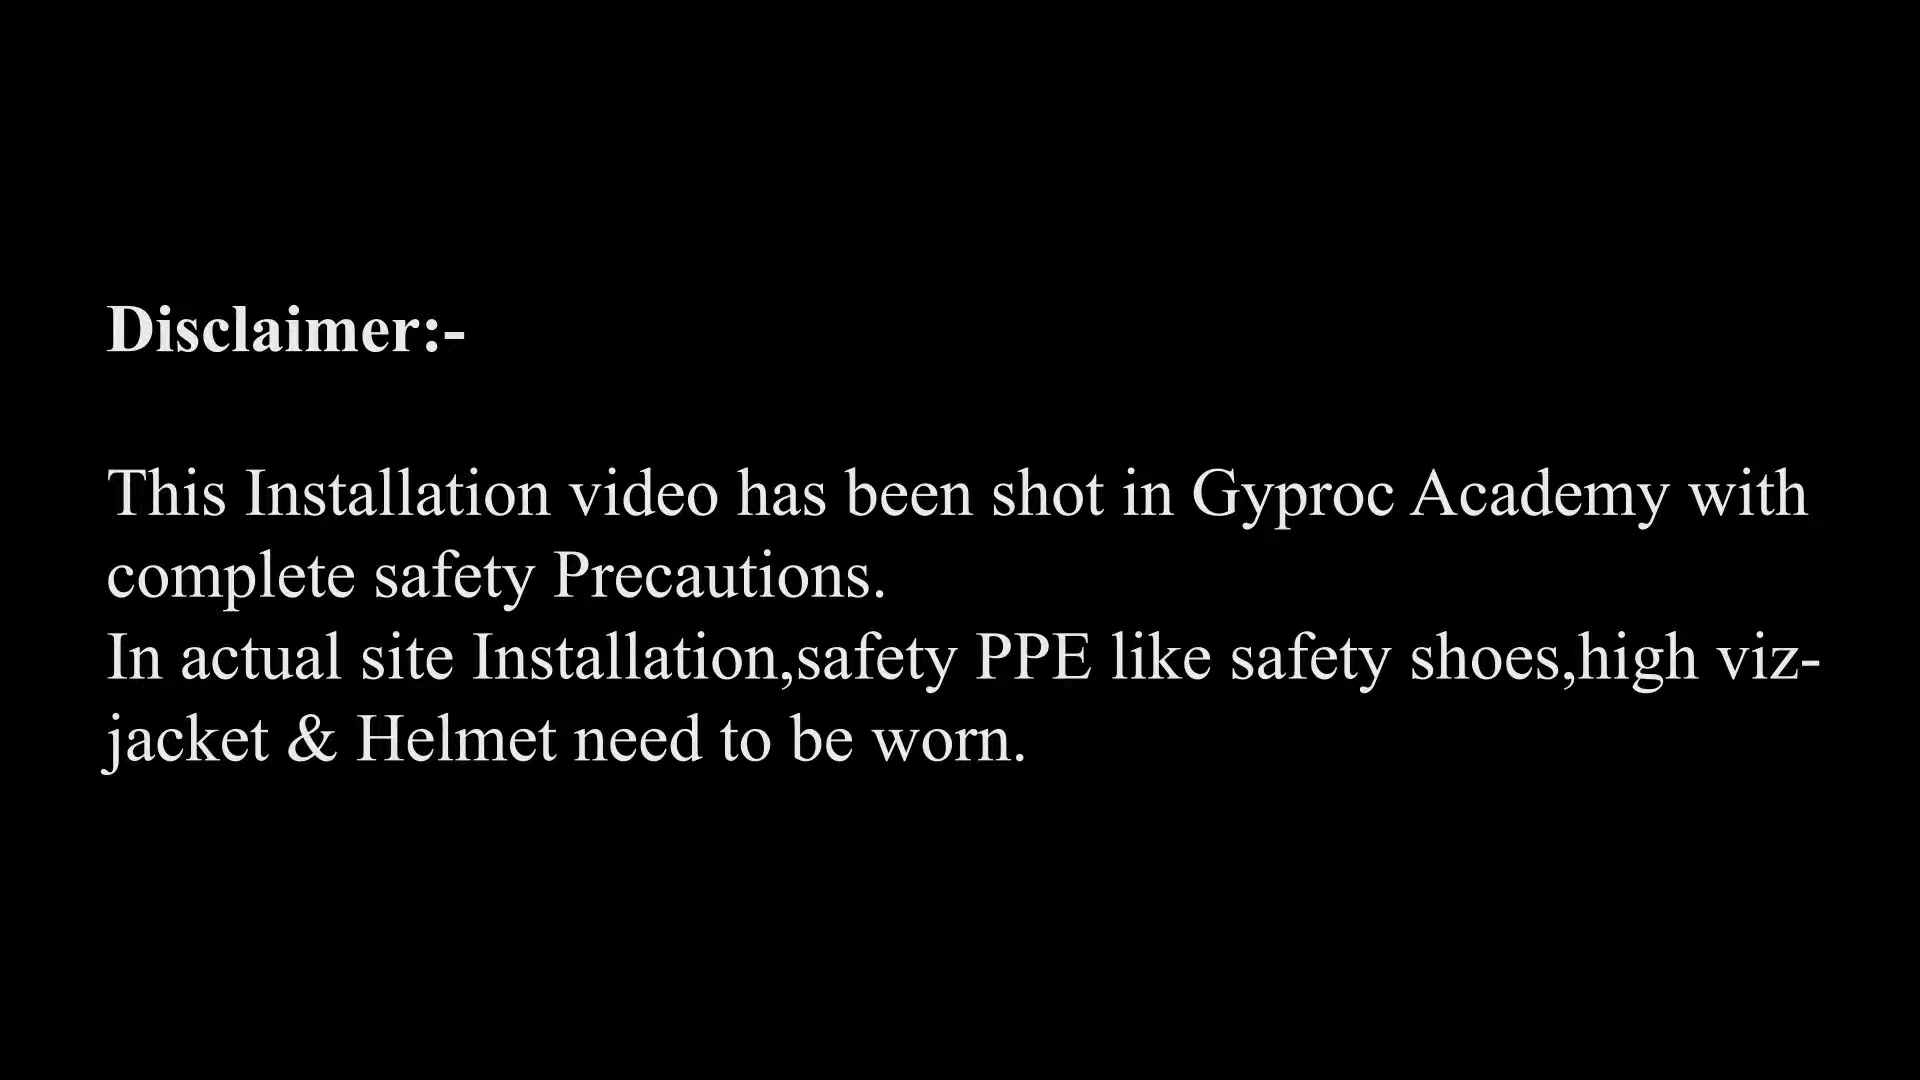 Disclaimer:-
This Installation video has been shot in Gyproc Academy with
complete safety Precautions.
In actual site Installation,safety PPE like safety shoes,high viz-
jacket & Helmet need to be worn.